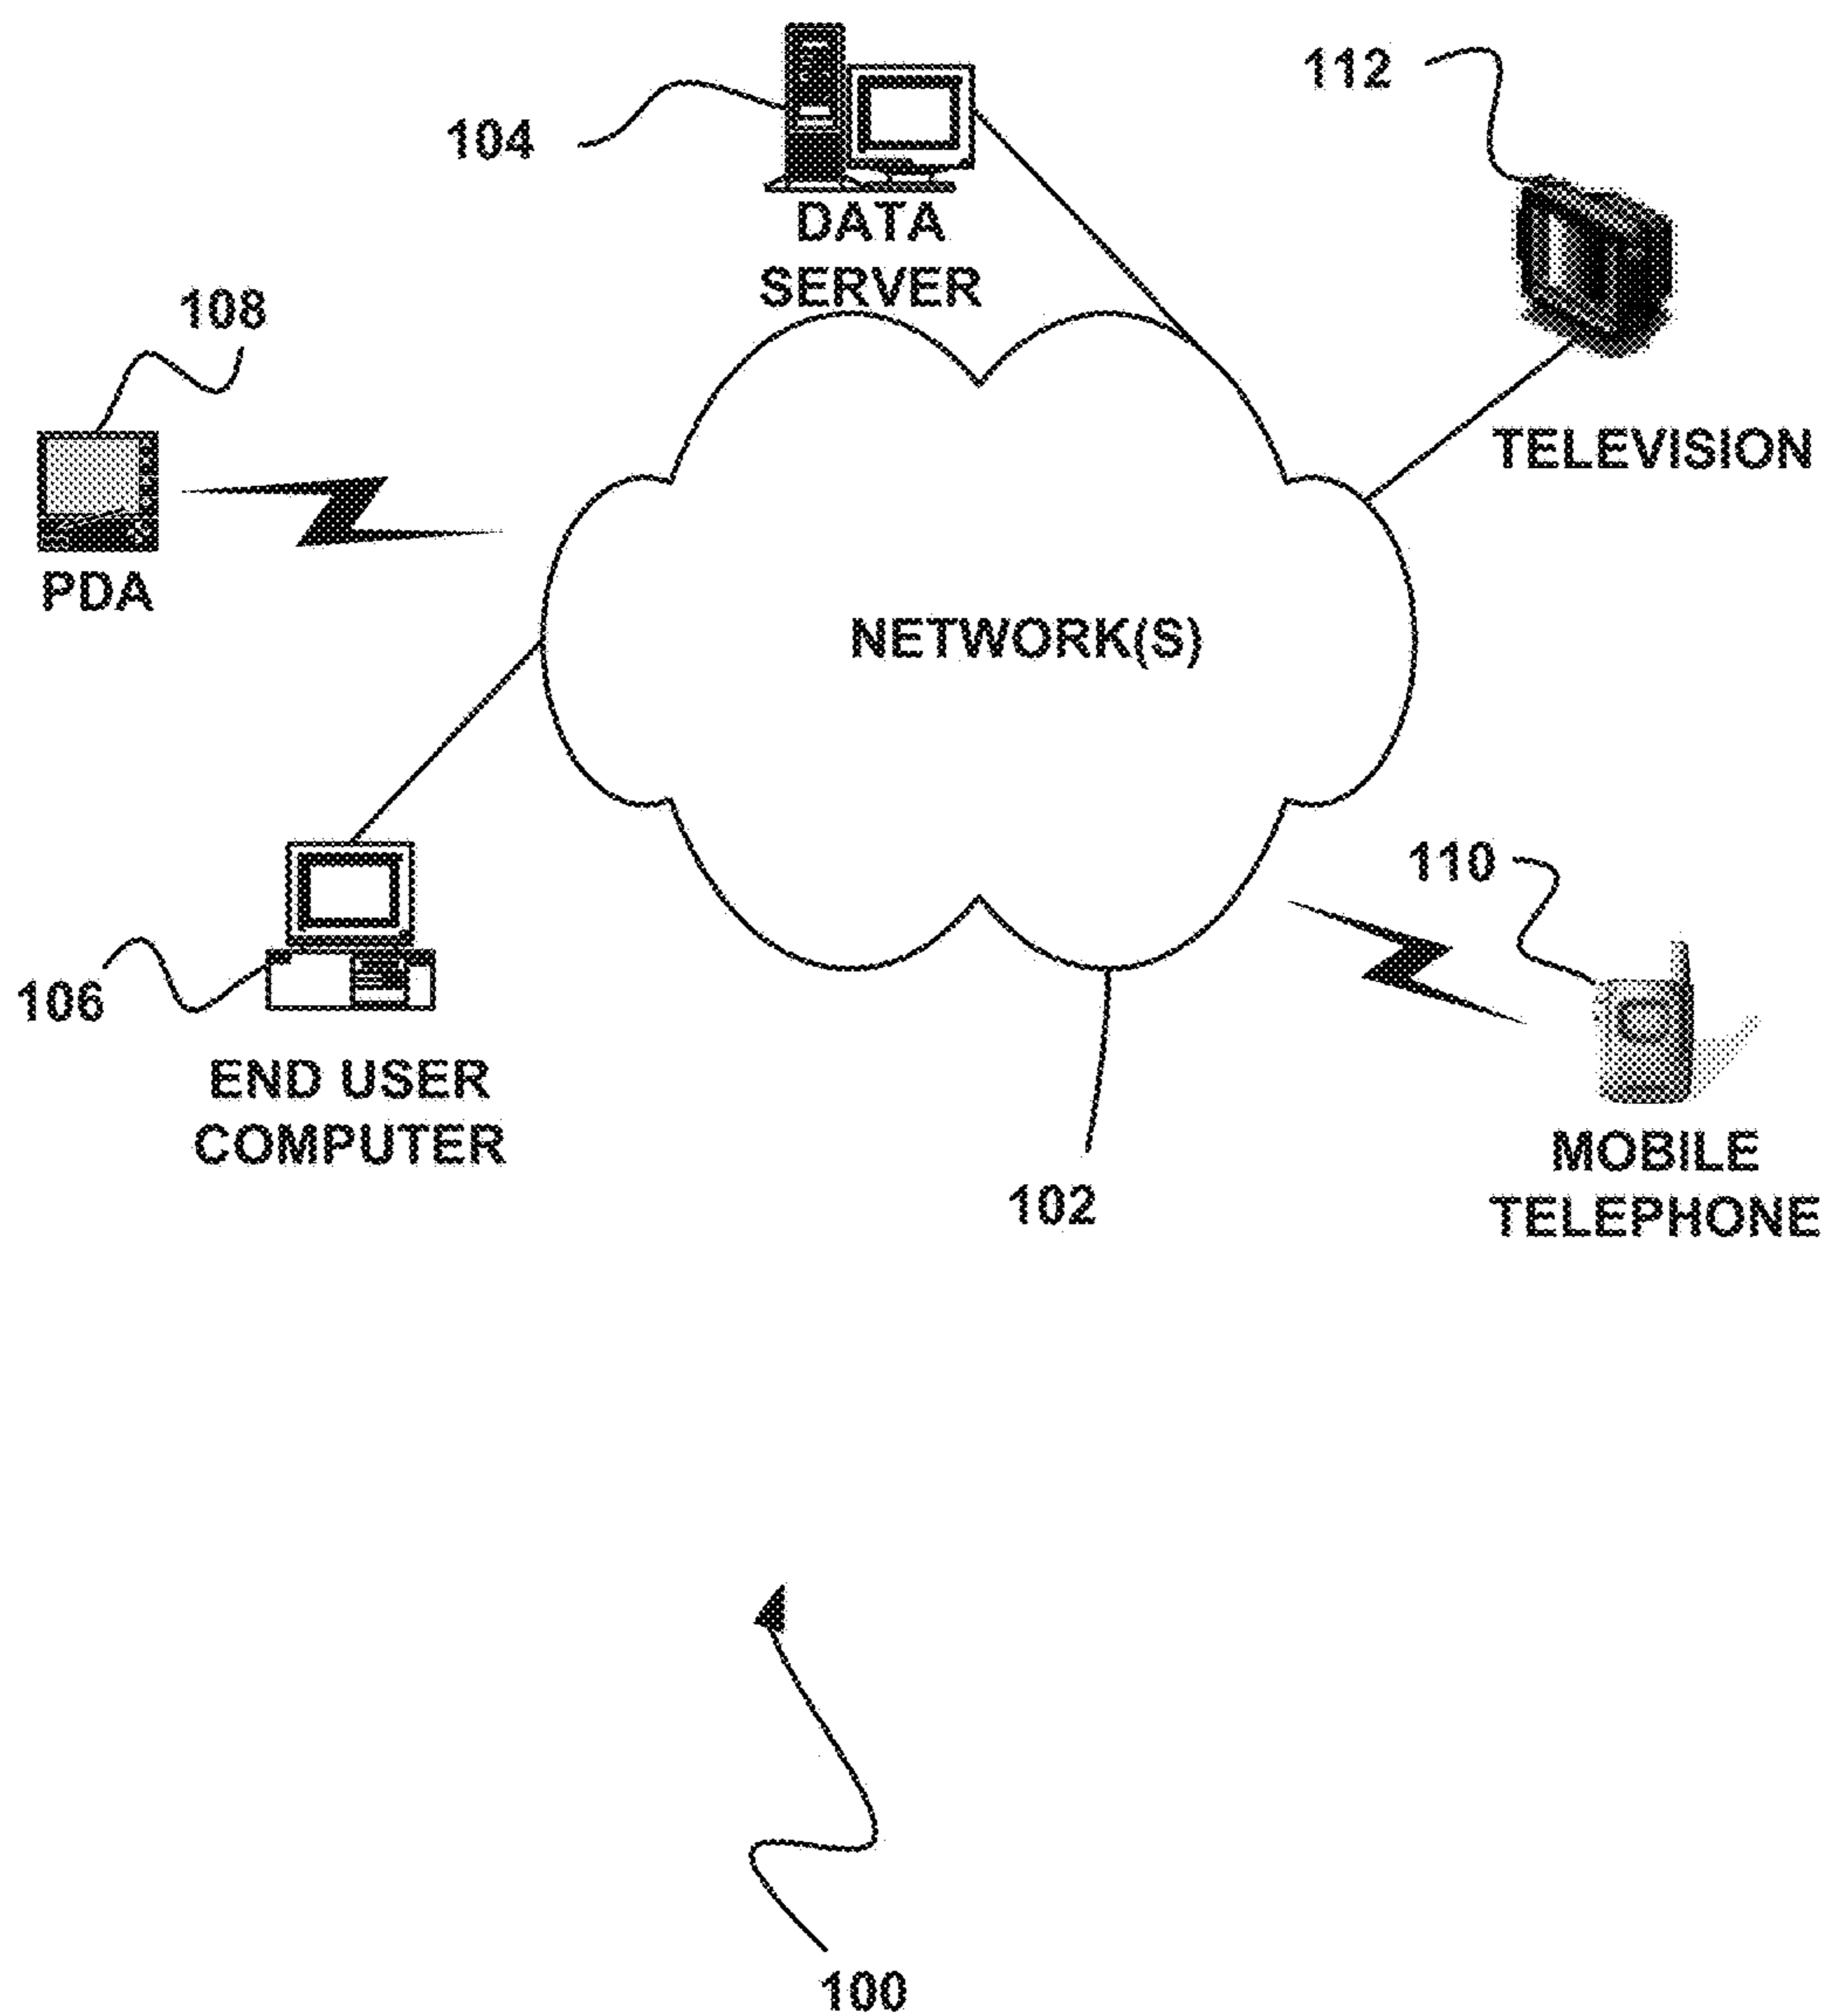 104
112
DATA
SERVER
108
TELEVISION
PDA
NETWORK(S)
110
106
END USER
COMPUTER
MOBILE
TELEPHONE
102
100